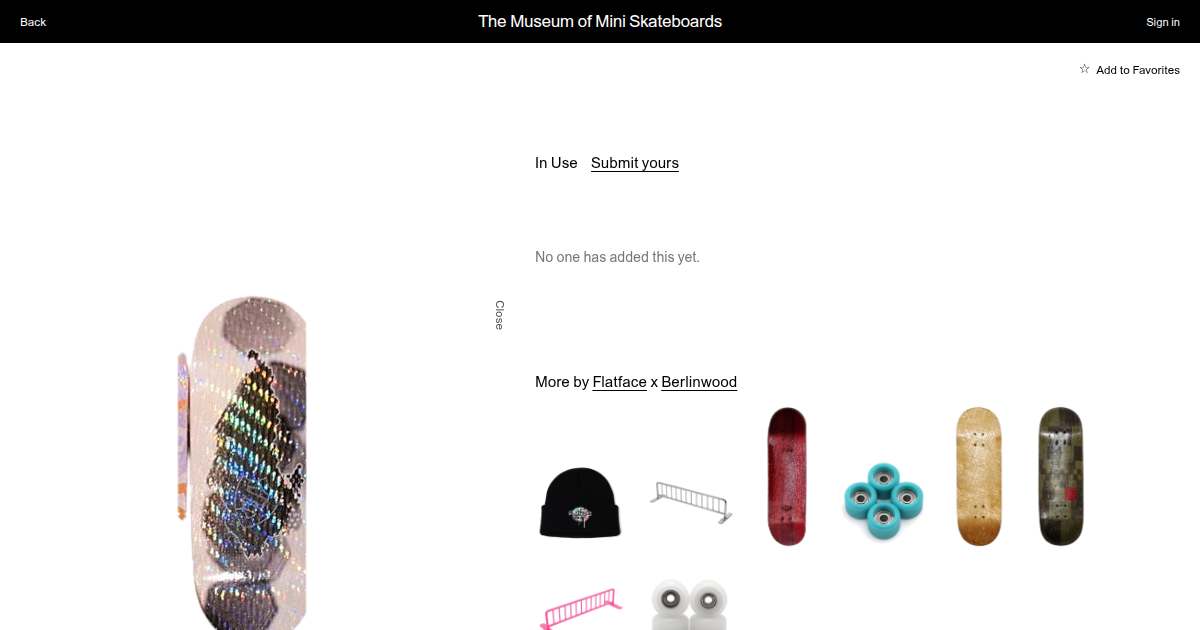 Back
The Museum of Mini Skateboards
Sign in
☆ Add to Favorites
In Use Submit yours
No one has added this yet.
Close
More by Flatface x Berlinwood